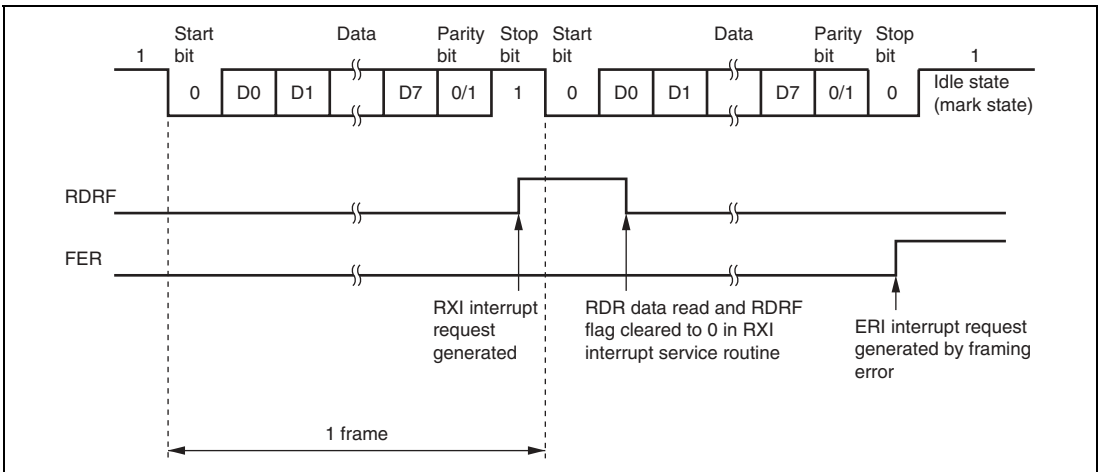 Start Data Parity Stop Start Data Parity Stop
1 bit bit bit bit bit bit 1
0 D0 D1 D7 0/1 1 0 D0 D1 D7 0/1 0 Idle state
(mark state)
RDRF
FER
RXI interrupt
request
generated
RDR data read and RDRF
flag cleared to 0 in RXI
interrupt service routine
ERI interrupt request
generated by framing
error
1 frame